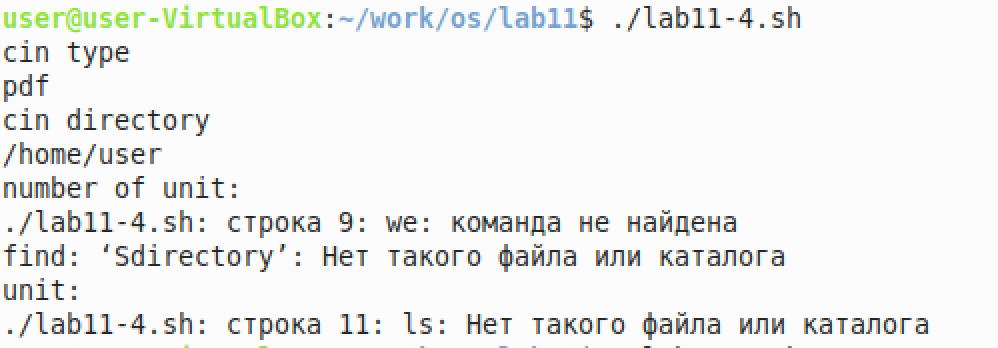 user@user-VirtualBox:~/work/os/lab11$ ./lab11-4.sh
cin type
pdf
cin directory
/home/user
number of unit:
./lab11-4.sh: строка 9: we: команда не найдена
find: ‘Sdirectory’: Нет такого файла или каталога
unit:
./lab11-4.sh: строка 11: ls: Нет такого файла или каталога